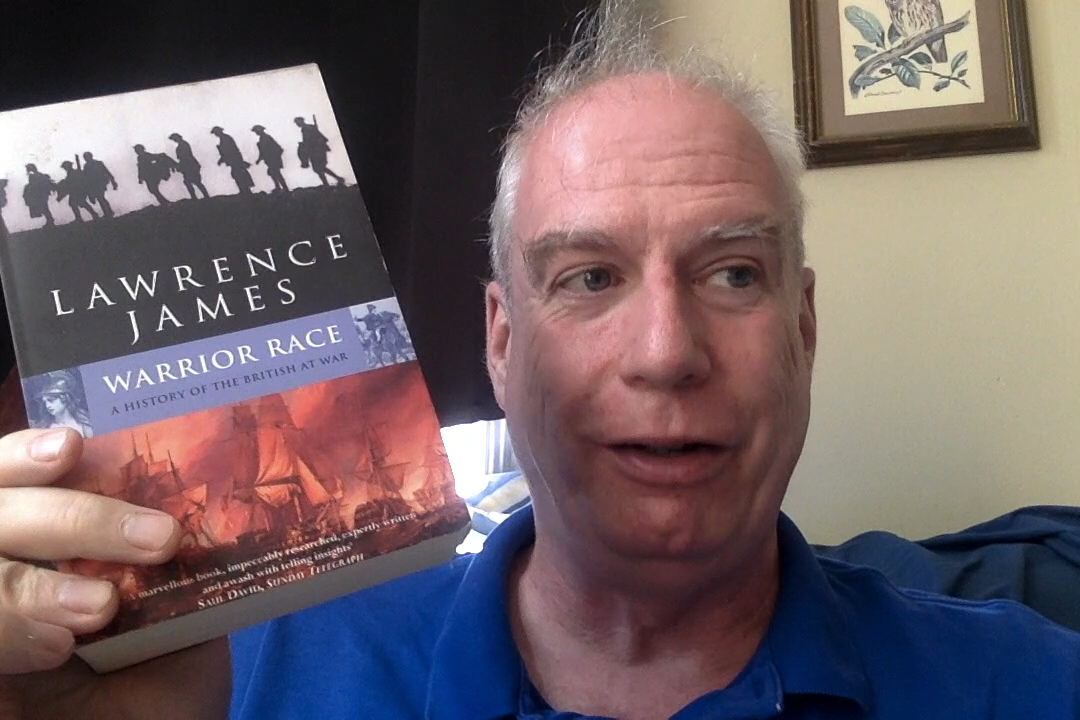 LAWRENCE
JAMES
WARRIOR RACE
A HISTORY OF THE BRITISH AT WAR
marvellous book, impeccably researched, expertly written
and awash with telling insights'
SAUL DAVID, SUNDAY TELEGRAPH